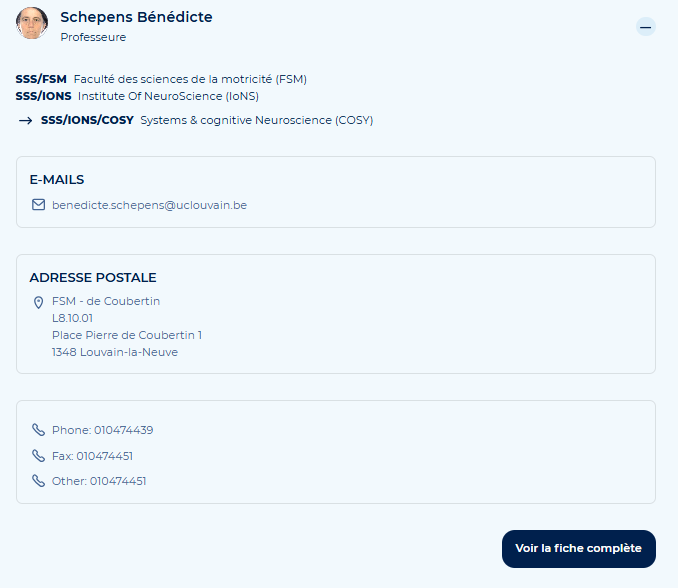 Schepens Bénédicte
Professeure
SSS/FSM Faculté des sciences de la motricité (FSM)
SSS/IONS Institute Of NeuroScience (IoNS)
→ SSS/IONS/COSY Systems & cognitive Neuroscience (COSY)
E-MAILS
benedicte.schepens@uclouvain.be
ADRESSE POSTALE
FSM - de Coubertin
L8.10.01
Place Pierre de Coubertin 1
1348 Louvain-la-Neuve
Phone: 010474439
Fax: 010474451
Other: 010474451
Voir la fiche complète